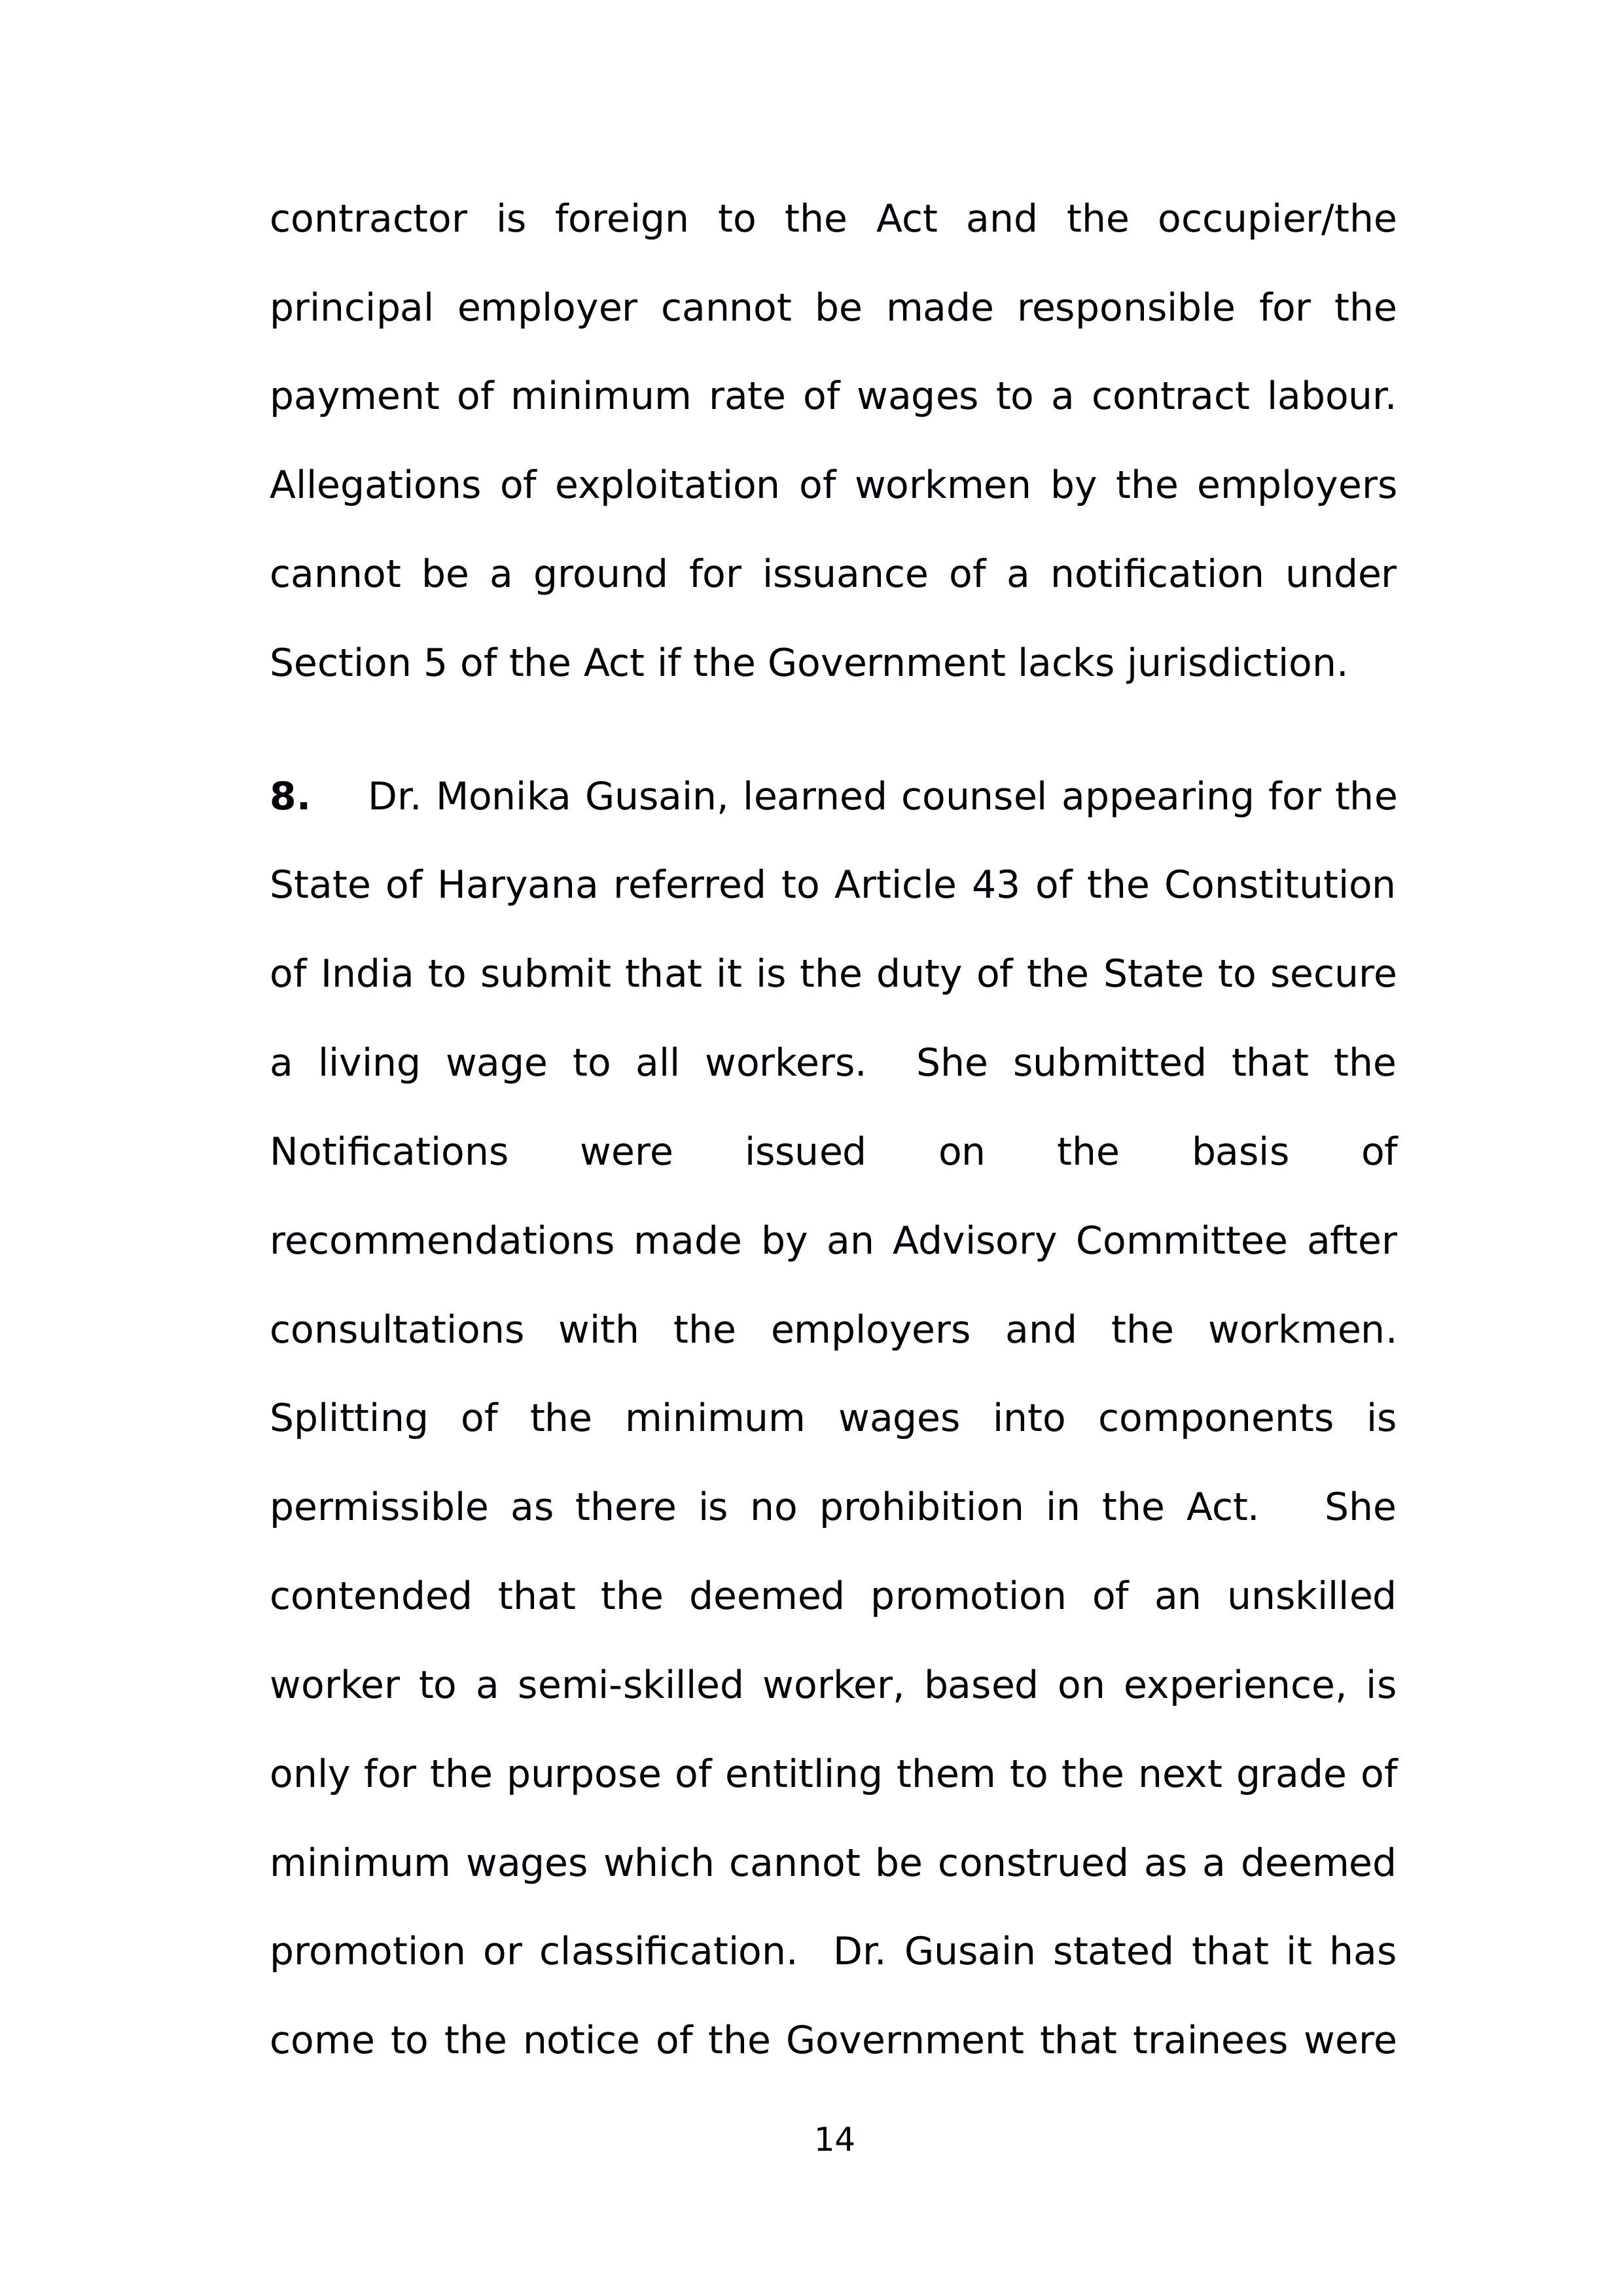 contractor is foreign to the Act and the occupier/the
principal employer cannot be made responsible for the
payment of minimum rate of wages to a contract labour.
Allegations of exploitation of workmen by the employers
cannot be a ground for issuance of a notification under
Section 5 of the Act if the Government lacks jurisdiction.
8. Dr. Monika Gusain, learned counsel appearing for the
State of Haryana referred to Article 43 of the Constitution
of India to submit that it is the duty of the State to secure
a living wage to all workers. She submitted that the
Notifications were issued on the basis of
recommendations made by an Advisory Committee after
consultations with the employers and the workmen.
Splitting of the minimum wages into components is
permissible as there is no prohibition in the Act. She
contended that the deemed promotion of an unskilled
worker to a semi-skilled worker, based on experience, is
only for the purpose of entitling them to the next grade of
minimum wages which cannot be construed as a deemed
promotion or classification. Dr. Gusain stated that it has
come to the notice of the Government that trainees were
14